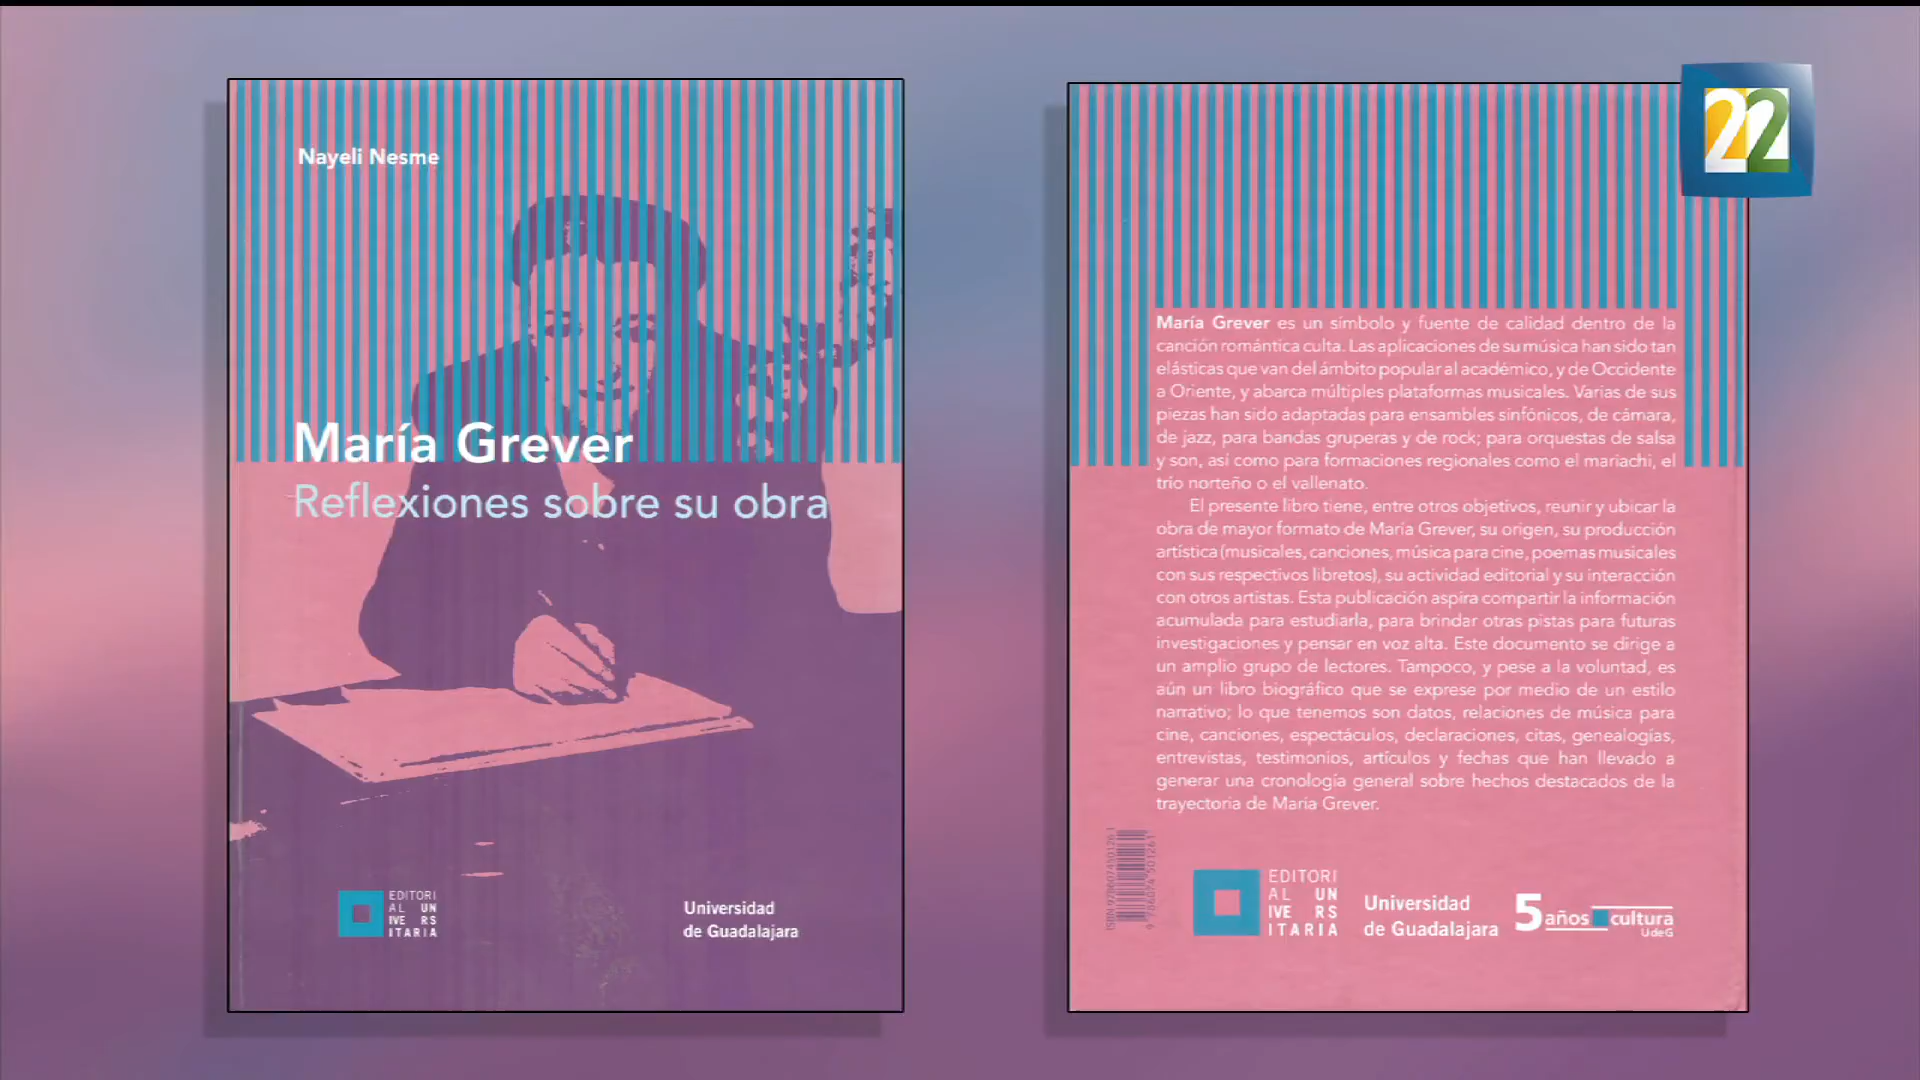 Nayeli Nesme
María Grever
Reflexiones sobre su obra
EDITORI
AL UN
IVE RS
ITARIA
Universidad
de Guadalajara
22
María Grever es un símbolo y fuente de calidad dentro de la
canción romántica culta. Las aplicaciones de su música han sido tan
elásticas que van del ámbito popular al académico, y de Occidente
a Oriente, y abarca múltiples plataformas musicales. Varias de sus
piezas han sido adaptadas para ensambles sinfónicos, de cámara,
de jazz, para bandas gruperas y de rock; para orquestas de salsa
y son, así como para formaciones regionales como el mariachi, el
trío norteño o el vallenato.
El presente libro tiene, entre otros objetivos, reunir y ubicar la
obra de mayor formato de María Grever, su origen, su producción
artística (musicales, canciones, música para cine, poemas musicales
con sus respectivos libretos), su actividad editorial y su interacción
con otros artistas. Esta publicación aspira compartir la información
acumulada para estudiarla, para brindar otras pistas para futuras
investigaciones y pensar en voz alta. Este documento se dirige a
un amplio grupo de lectores. Tampoco, y pese a la voluntad, es
aún un libro biográfico que se exprese por medio de un estilo
narrativo; lo que tenemos son datos, relaciones de música para
cine, canciones, espectáculos, declaraciones, citas, genealogías,
entrevistas, testimonios, artículos y fechas que han llevado a
generar una cronología general sobre hechos destacados de la
trayectoria de María Grever.
EDITORI
AL UN
IVE RS
ITARIA
Universidad
de Guadalajara
5 años cultura
UdeG